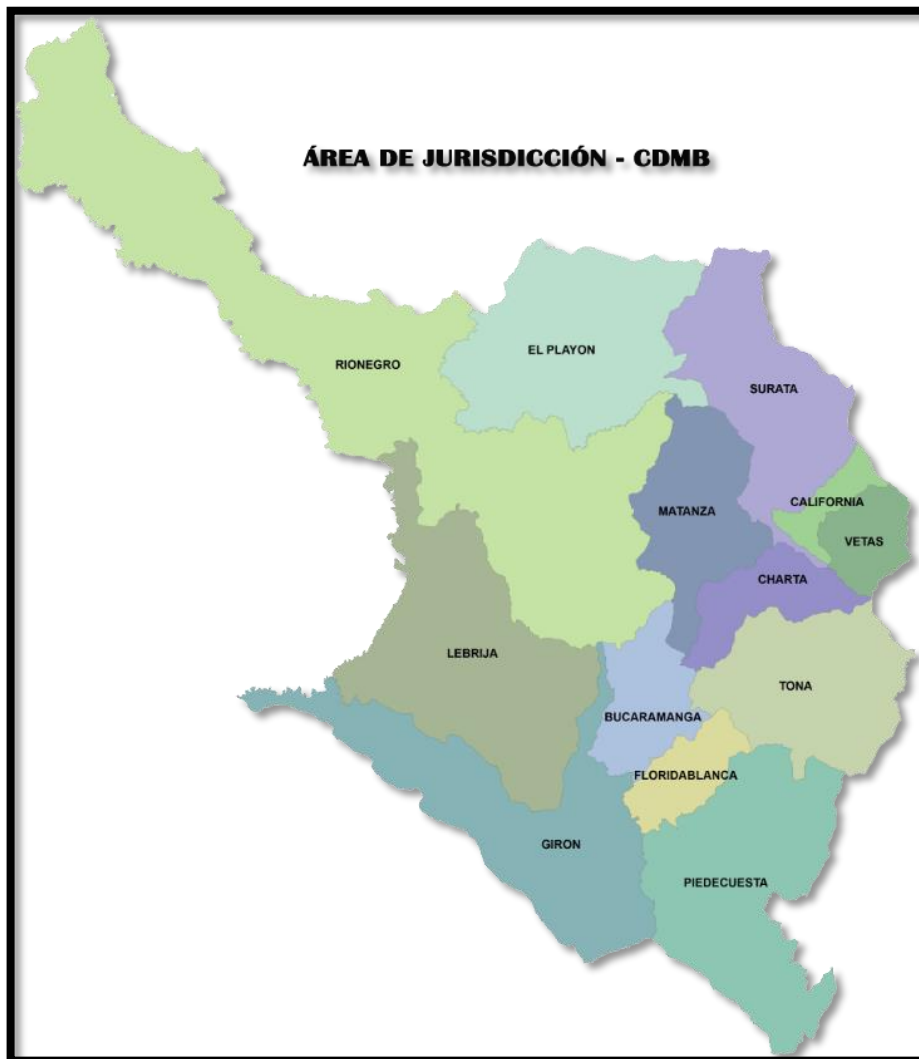 ÁREA DE JURISDICCIÓN - CDMB
EL PLAYON
RIONEGRO
SURATA
CALIFORNIA
MATANZA
VETAS
CHARTA
LEBRIJA
TONA
BUCARAMANGA
FLORIDABLANCA
GIRON
PIEDECUESTA